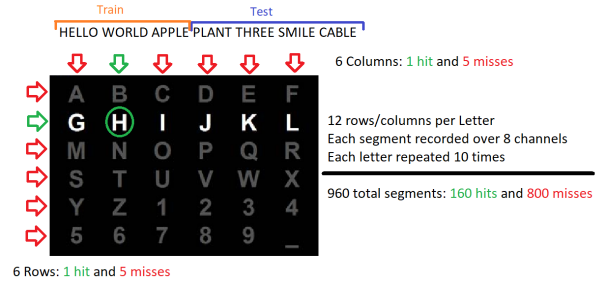 Train Test
HELLO WORLD APPLE PLANT THREE SMILE CABLE
6 Columns: 1 hit and 5 misses
A B C D E F
G H I J K L
M N O P Q R
S T U V W X
Y Z 1 2 3 4
5 6 7 8 9 _
12 rows/columns per Letter
Each segment recorded over 8 channels
Each letter repeated 10 times
960 total segments: 160 hits and 800 misses
6 Rows: 1 hit and 5 misses